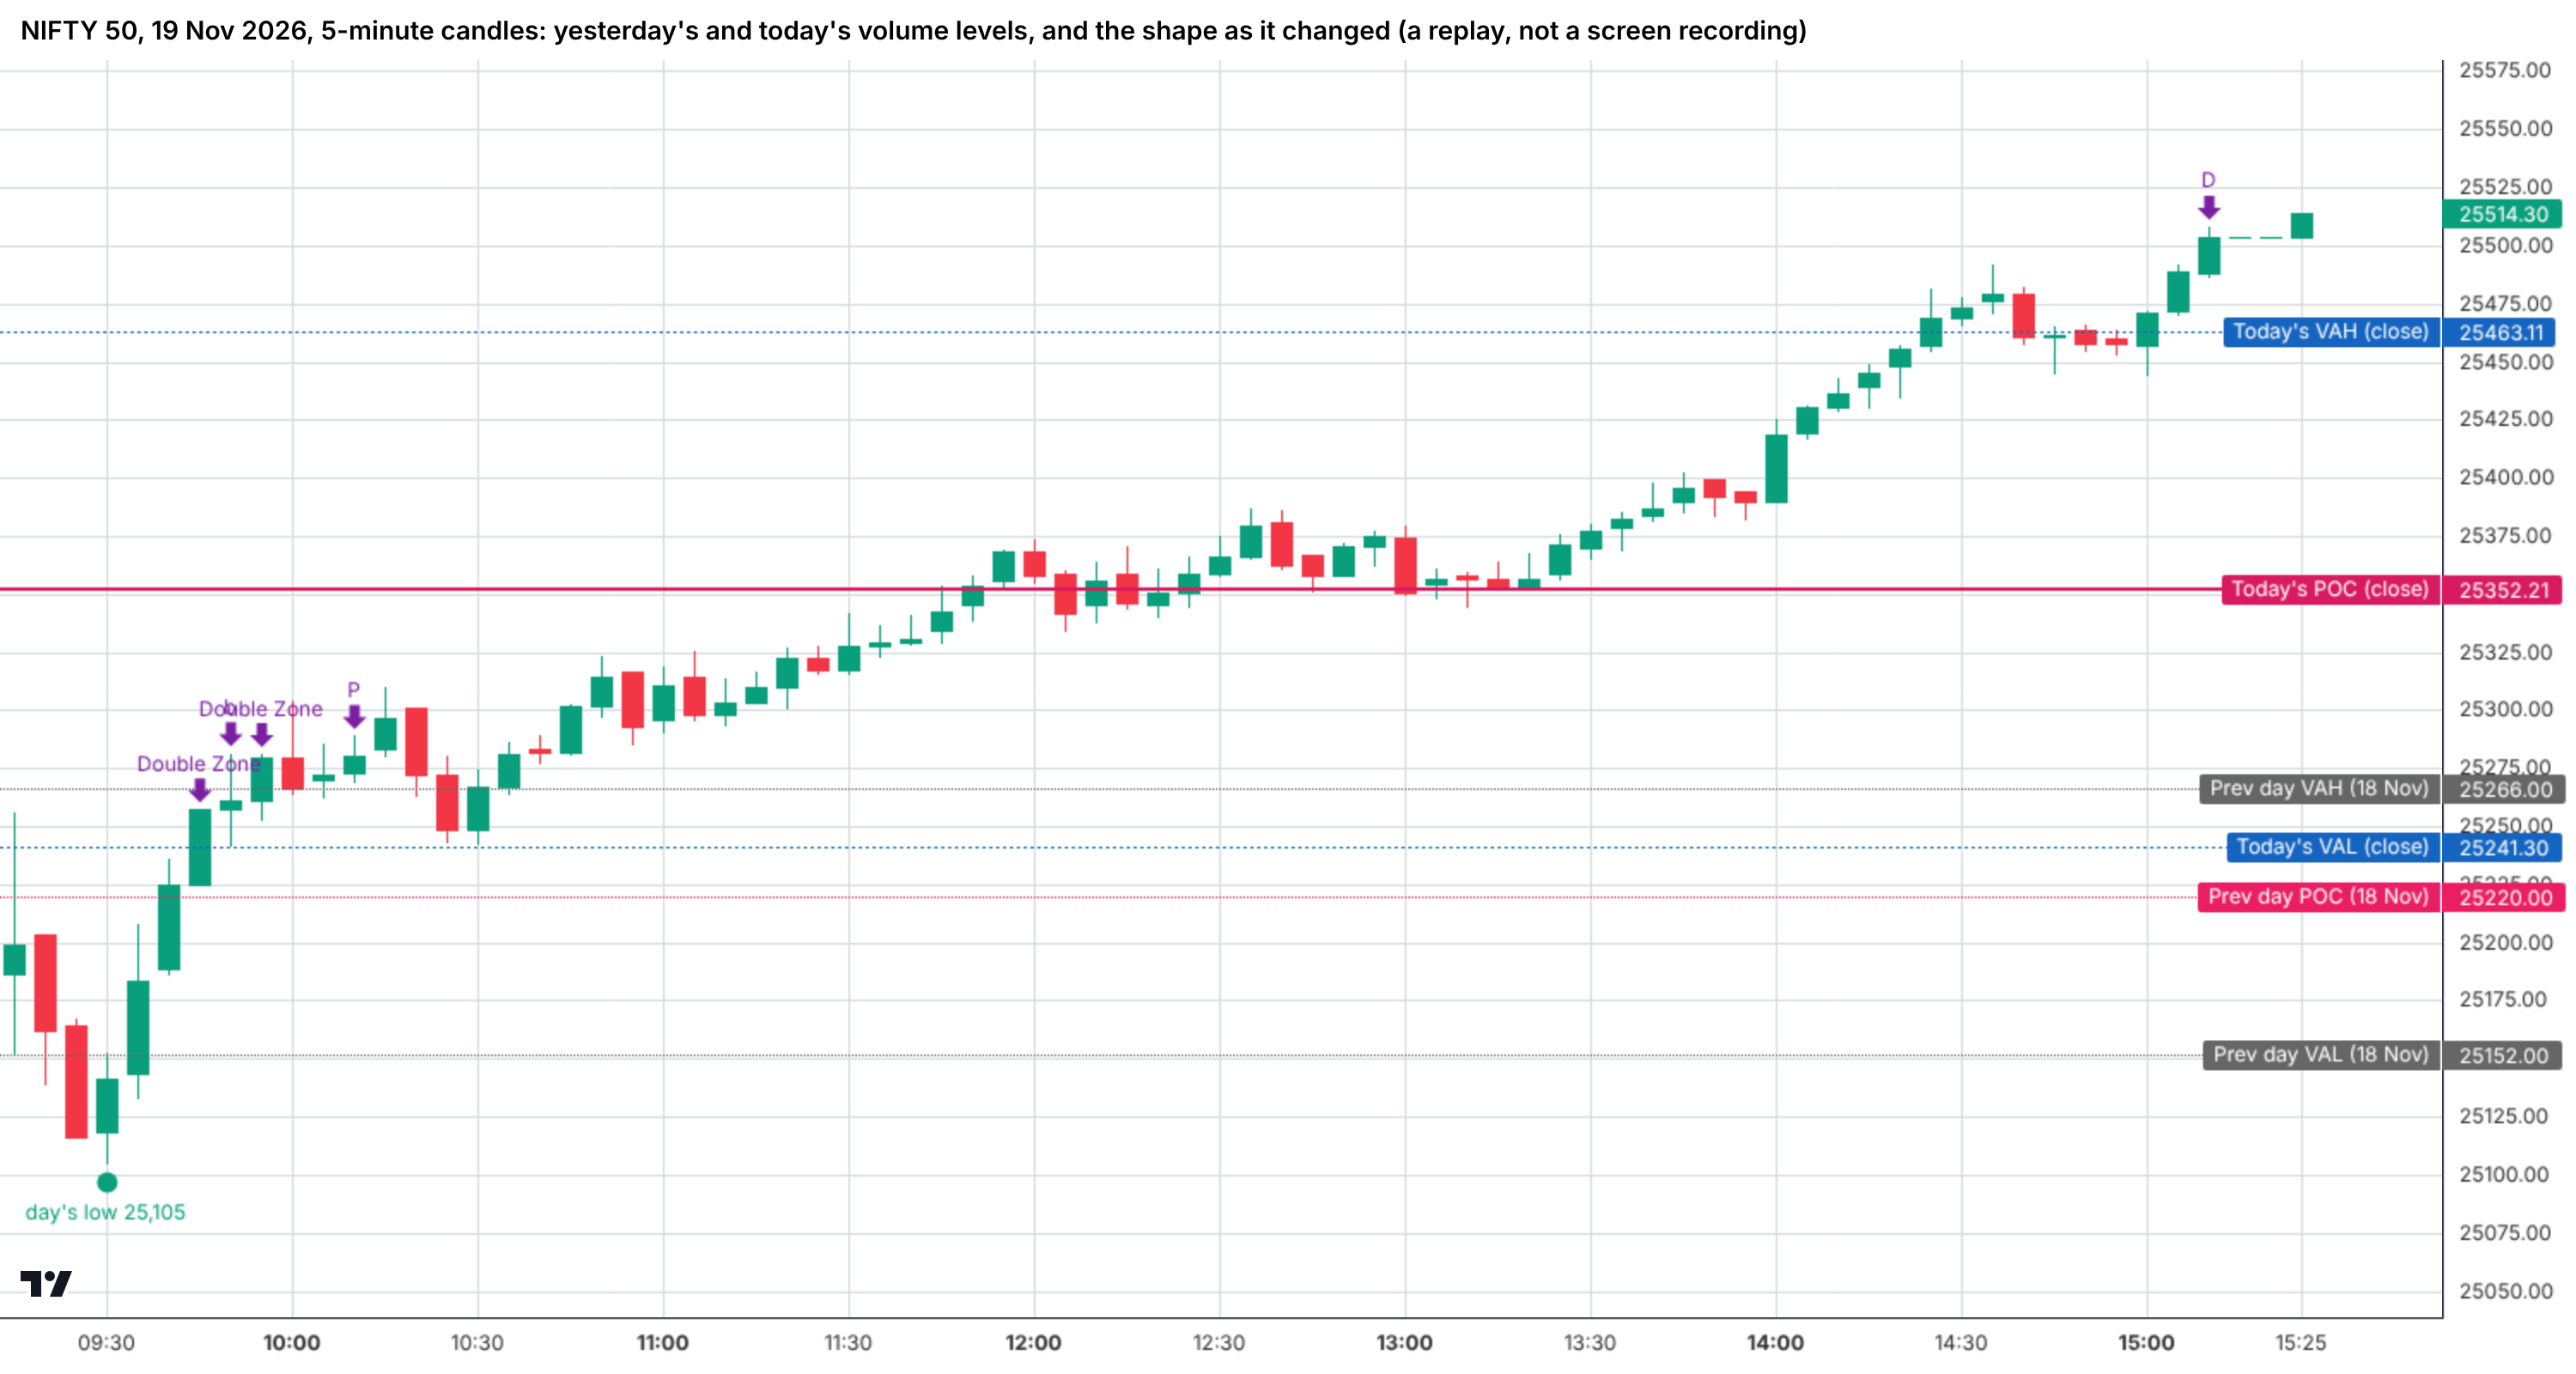 NIFTY 50, 19 Nov 2026, 5-minute candles: yesterday's and today's volume levels, and the shape as it changed (a replay, not a screen recording)
25575.00
25550.00
D
25525.00
25514.30
25500.00
25475.00
Today's VAH (close) 25463.11
25450.00
25425.00
25400.00
25375.00
Today's POC (close) 25352.21
25325.00
P
Double Zone
25300.00
Double Zone
25275.00
Prev day VAH (18 Nov) 25266.00
25250.00
Today's VAL (close) 25241.30
Prev day POC (18 Nov) 25220.00
25200.00
25175.00
Prev day VAL (18 Nov) 25152.00
25125.00
25100.00
day's low 25,105
25075.00
25050.00
09:30 10:00 10:30 11:00 11:30 12:00 12:30 13:00 13:30 14:00 14:30 15:00 15:25